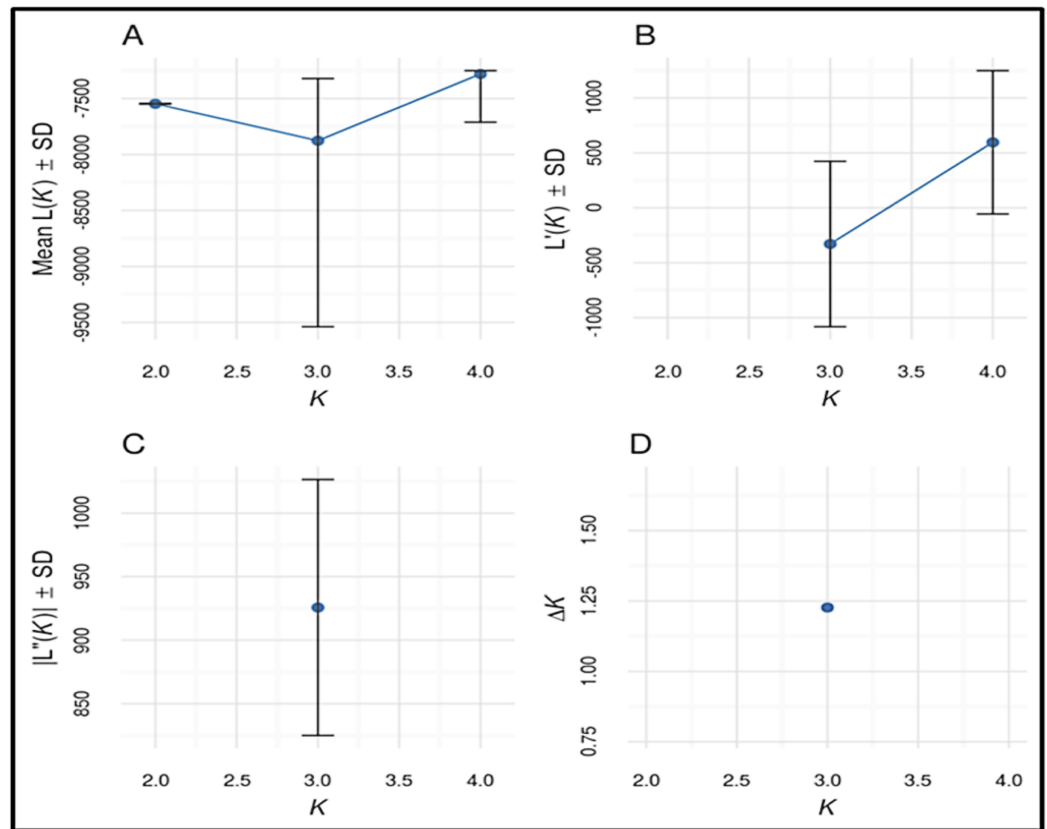 A
Mean L(K) ± SD
-7500
-8000
-8500
-9000
-9500
2.0 2.5 3.0 3.5 4.0
K
B
L'(K) ± SD
1000
500
0
-500
-1000
2.0 2.5 3.0 3.5 4.0
K
C
|L"(K)| ± SD
1000
950
900
850
2.0 2.5 3.0 3.5 4.0
K
D
ΔK
1.50
1.25
1.00
0.75
2.0 2.5 3.0 3.5 4.0
K